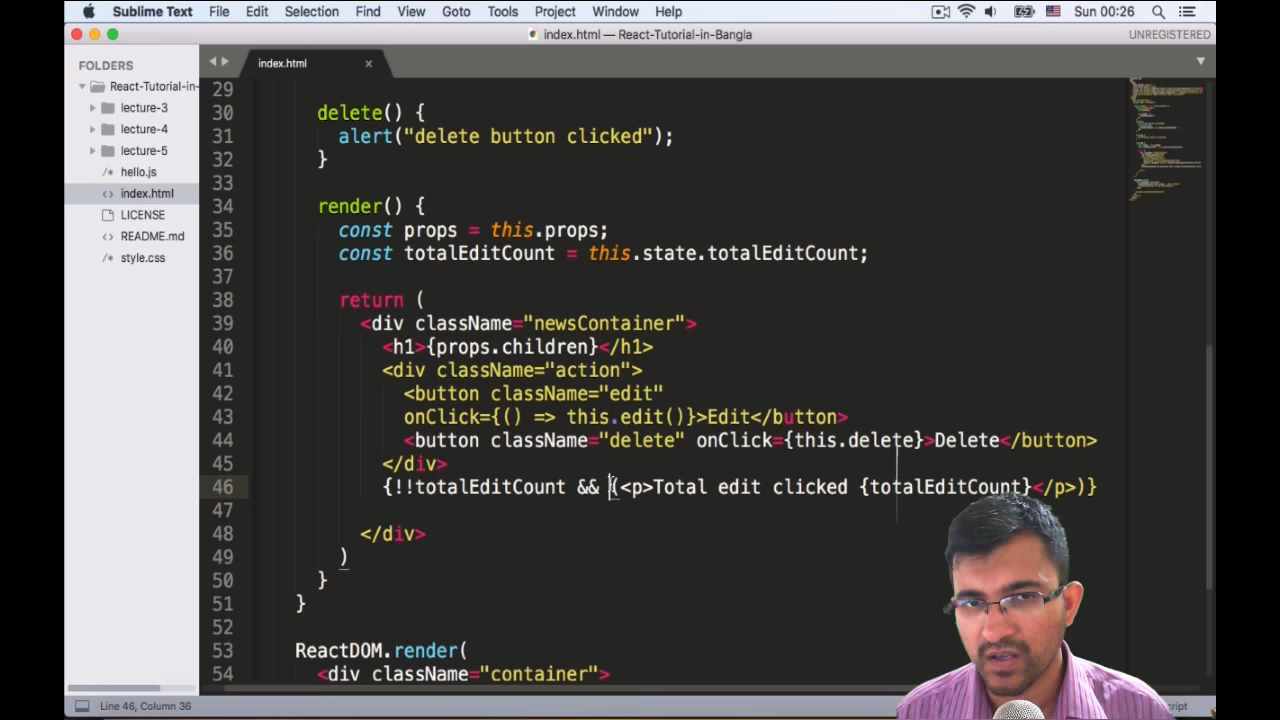 Sublime Text File Edit Selection Find View Goto Tools Project Window Help Sun 00:26
index.html — React-Tutorial-in-Bangla UNREGISTERED
FOLDERS
React-Tutorial-in-
lecture-3
lecture-4
lecture-5
hello.js
index.html
LICENSE
README.md
style.css
index.html
29
30 delete() {
31 alert("delete button clicked");
32 }
33
34 render() {
35 const props = this.props;
36 const totalEditCount = this.state.totalEditCount;
37
38 return (
39 <div className="newsContainer">
40 <h1>{props.children}</h1>
41 <div className="action">
42 <button className="edit"
43 onClick={() => this.edit()}>Edit</button>
44 <button className="delete" onClick={this.delete}>Delete</button>
45 </div>
46 {!!totalEditCount && (<p>Total edit clicked {totalEditCount}</p>)}
48 </div>
49 )
50 }
51 }
52
53 ReactDOM.render(
54 <div className="container">
Line 46, Column 36